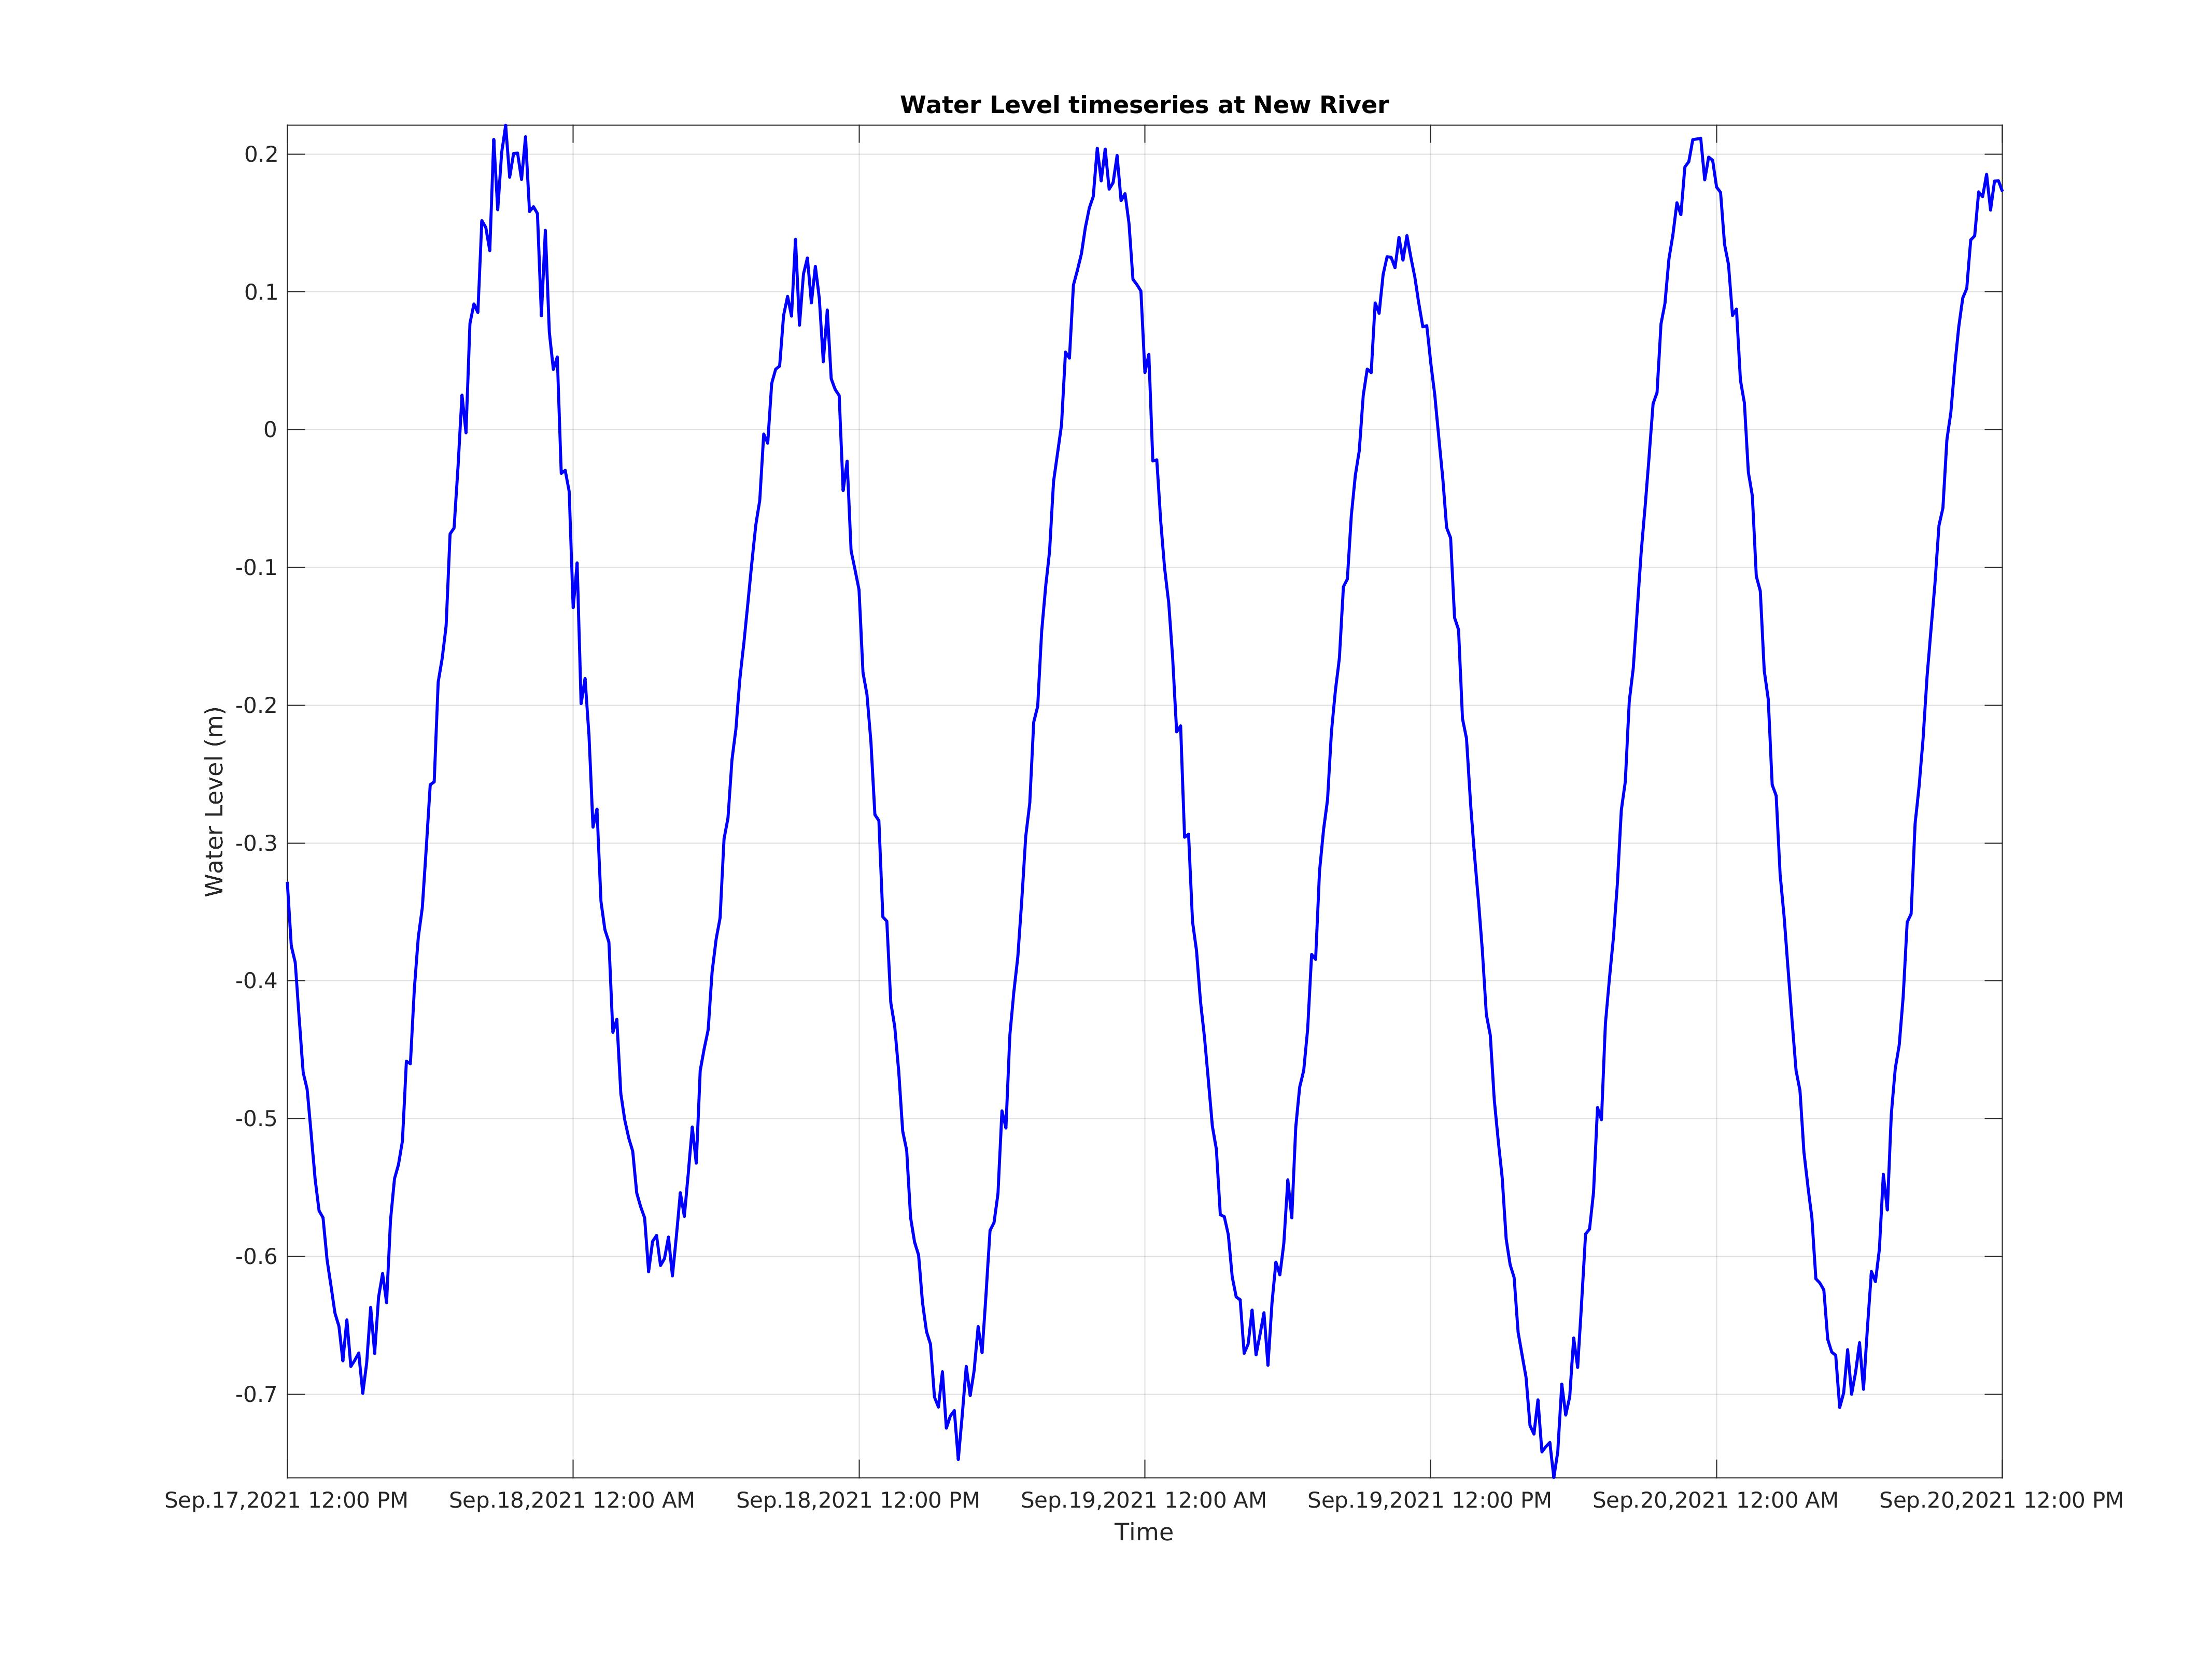 Water Level timeseries at New River
0.2
0.1
0
-0.1
-0.2
-0.3
-0.4
-0.5
-0.6
-0.7
Water Level (m)
Sep.17,2021 12:00 PM Sep.18,2021 12:00 AM Sep.18,2021 12:00 PM Sep.19,2021 12:00 AM Sep.19,2021 12:00 PM Sep.20,2021 12:00 AM Sep.20,2021 12:00 PM
Time